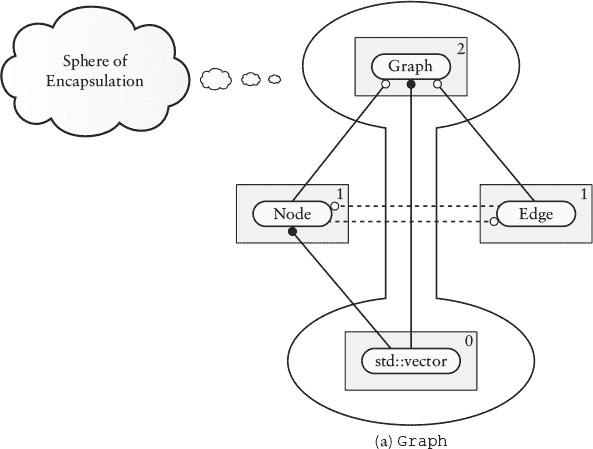 Sphere of
Encapsulation
2
Graph
1
Node
1
Edge
0
std::vector
(a) Graph